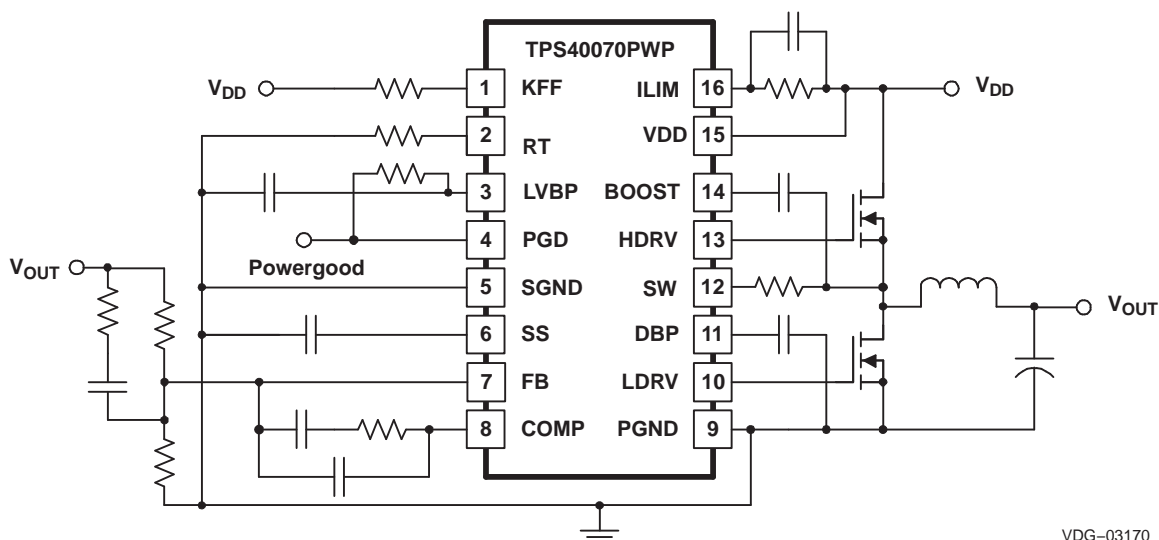 TPS40070PWP
VDD
1
KFF
ILIM
16
VDD
2
RT
VDD
15
3
LVBP
BOOST
14
4
PGD
HDRV
13
Powergood
VOUT
5
SGND
SW
12
VOUT
6
SS
DBP
11
7
FB
LDRV
10
8
COMP
PGND
9
VDG–03170